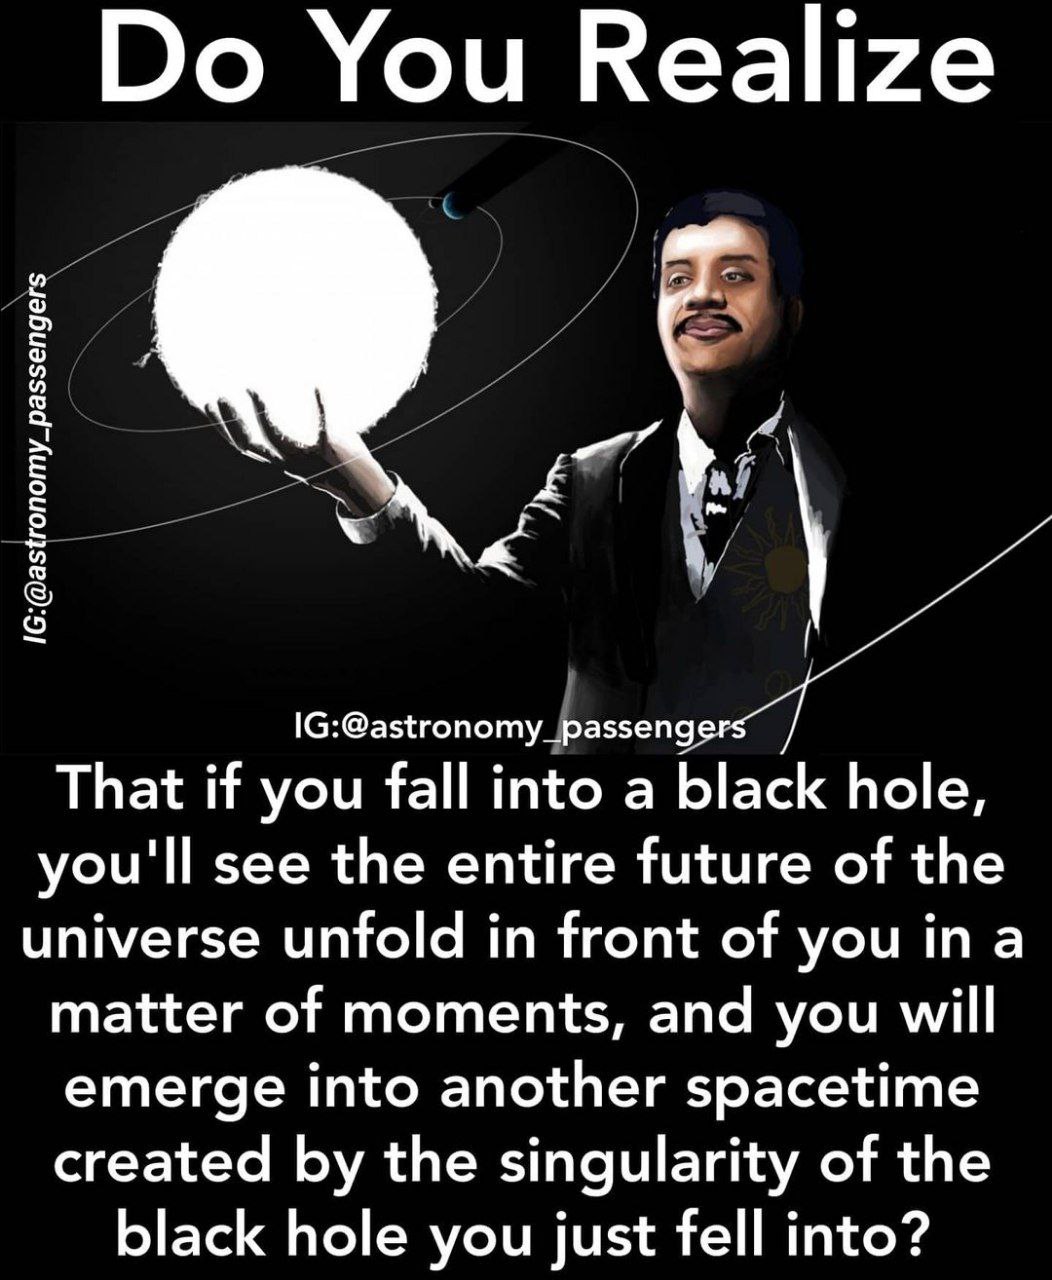 Do You Realize
IG:@astronomy_passengers
IG:@astronomy_passengers
That if you fall into a black hole,
you'll see the entire future of the
universe unfold in front of you in a
matter of moments, and you will
emerge into another spacetime
created by the singularity of the
black hole you just fell into?